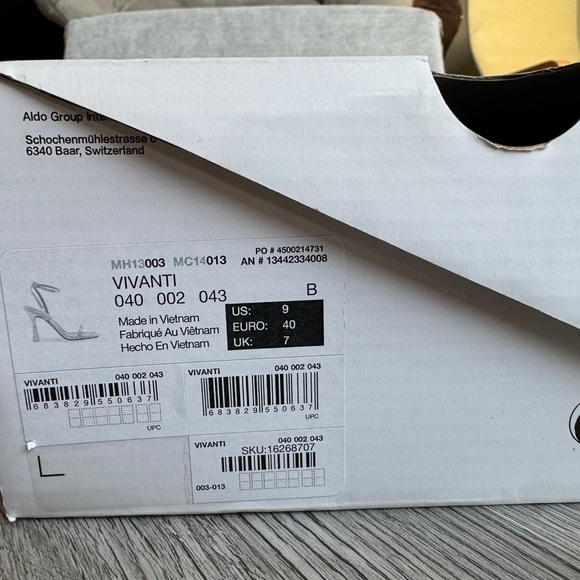 Aldo Group
Schochenmühlestrasse
6340 Baar, Switzerland
PO # 4500214731
MH13003 MC14013 AN # 13442334008
VIVANTI
040 002 043 B
Made in Vietnam
Fabriqué Au Viêtnam
Hecho En Vietnam
US: 9
EURO: 40
UK: 7
VIVANTI 040 002 043
683829550637
UPC
VIVANTI 040 002 043
683829550637
UPC
VIVANTI 040 002 043
SKU:16268707
003-013
UPC
L